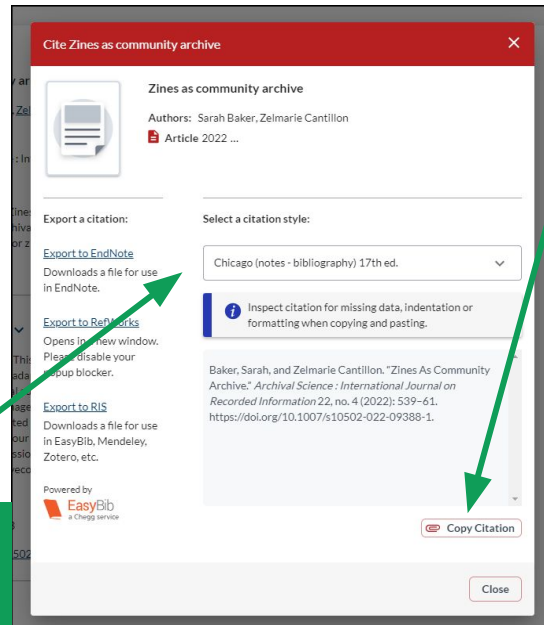 Cite Zines as community archive
Zines as community archive
Authors: Sarah Baker, Zelmarie Cantillon
Article 2022 ...
Export a citation:
Export to EndNote
Downloads a file for use
in EndNote.
Export to RefWorks
Opens in a new window.
Please disable your
popup blocker.
Export to RIS
Downloads a file for use
in EasyBib, Mendeley,
Zotero, etc.
Powered by
EasyBib
a Chegg service
Select a citation style:
Chicago (notes - bibliography) 17th ed.
Inspect citation for missing data, indentation or
formatting when copying and pasting.
Baker, Sarah, and Zelmarie Cantillon. "Zines As Community
Archive." Archival Science : International Journal on
Recorded Information 22, no. 4 (2022): 539–61.
https://doi.org/10.1007/s10502-022-09388-1.
Copy Citation
Close